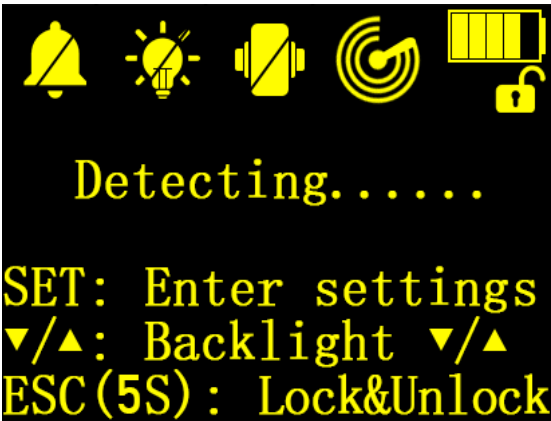 Detecting......
SET: Enter settings
▼/▲: Backlight ▼/▲
ESC(5S): Lock&Unlock